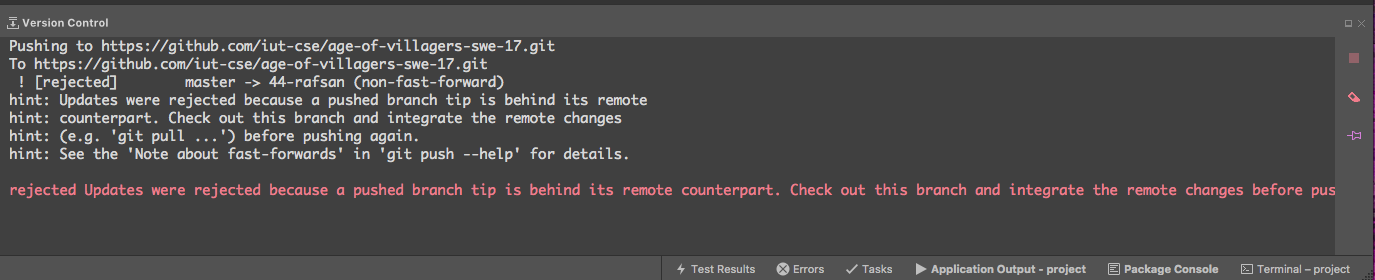 Version Control
Pushing to https://github.com/iut-cse/age-of-villagers-swe-17.git
To https://github.com/iut-cse/age-of-villagers-swe-17.git
 ! [rejected]        master -> 44-rafsan (non-fast-forward)
hint: Updates were rejected because a pushed branch tip is behind its remote
hint: counterpart. Check out this branch and integrate the remote changes
hint: (e.g. 'git pull ...') before pushing again.
hint: See the 'Note about fast-forwards' in 'git push --help' for details.
rejected Updates were rejected because a pushed branch tip is behind its remote counterpart. Check out this branch and integrate the remote changes before pus
Test Results Errors Tasks Application Output - project Package Console Terminal – project